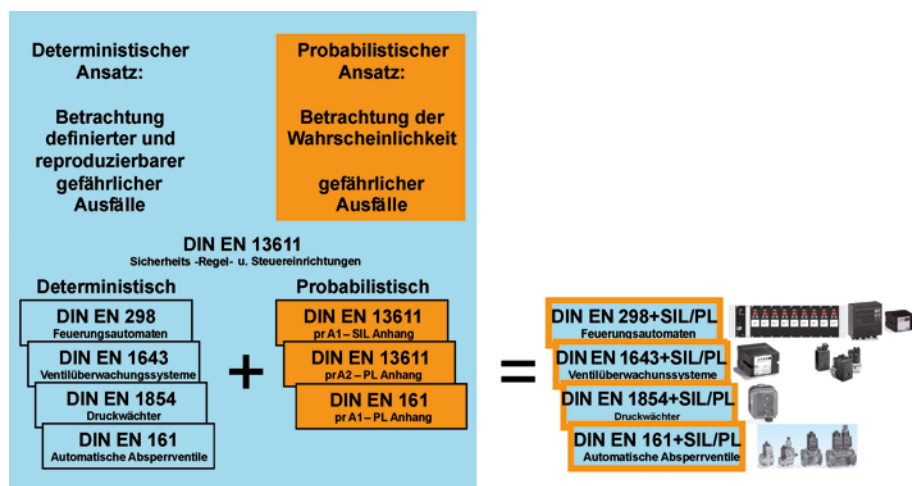 Deterministischer
Ansatz:
Betrachtung
definierter und
reproduzierbarer
gefährlicher
Ausfälle
Probabilistischer
Ansatz:
Betrachtung der
Wahrscheinlichkeit
gefährlicher
Ausfälle
DIN EN 13611
Sicherheits -Regel- u. Steuereinrichtungen
Deterministisch
DIN EN 298
Feuerungsautomaten
DIN EN 1643
Ventilüberwachungssysteme
DIN EN 1854
Druckwächter
DIN EN 161
Automatische Absperrventile
+
Probabilistisch
DIN EN 13611
pr A1 – SIL Anhang
DIN EN 13611
prA2 – PL Anhang
DIN EN 161
pr A1 – PL Anhang
=
DIN EN 298+SIL/PL
Feuerungsautomaten
DIN EN 1643+SIL/PL
Ventilüberwachunssysteme
DIN EN 1854+SIL/PL
Druckwächter
DIN EN 161+SIL/PL
Automatische Absperrventile